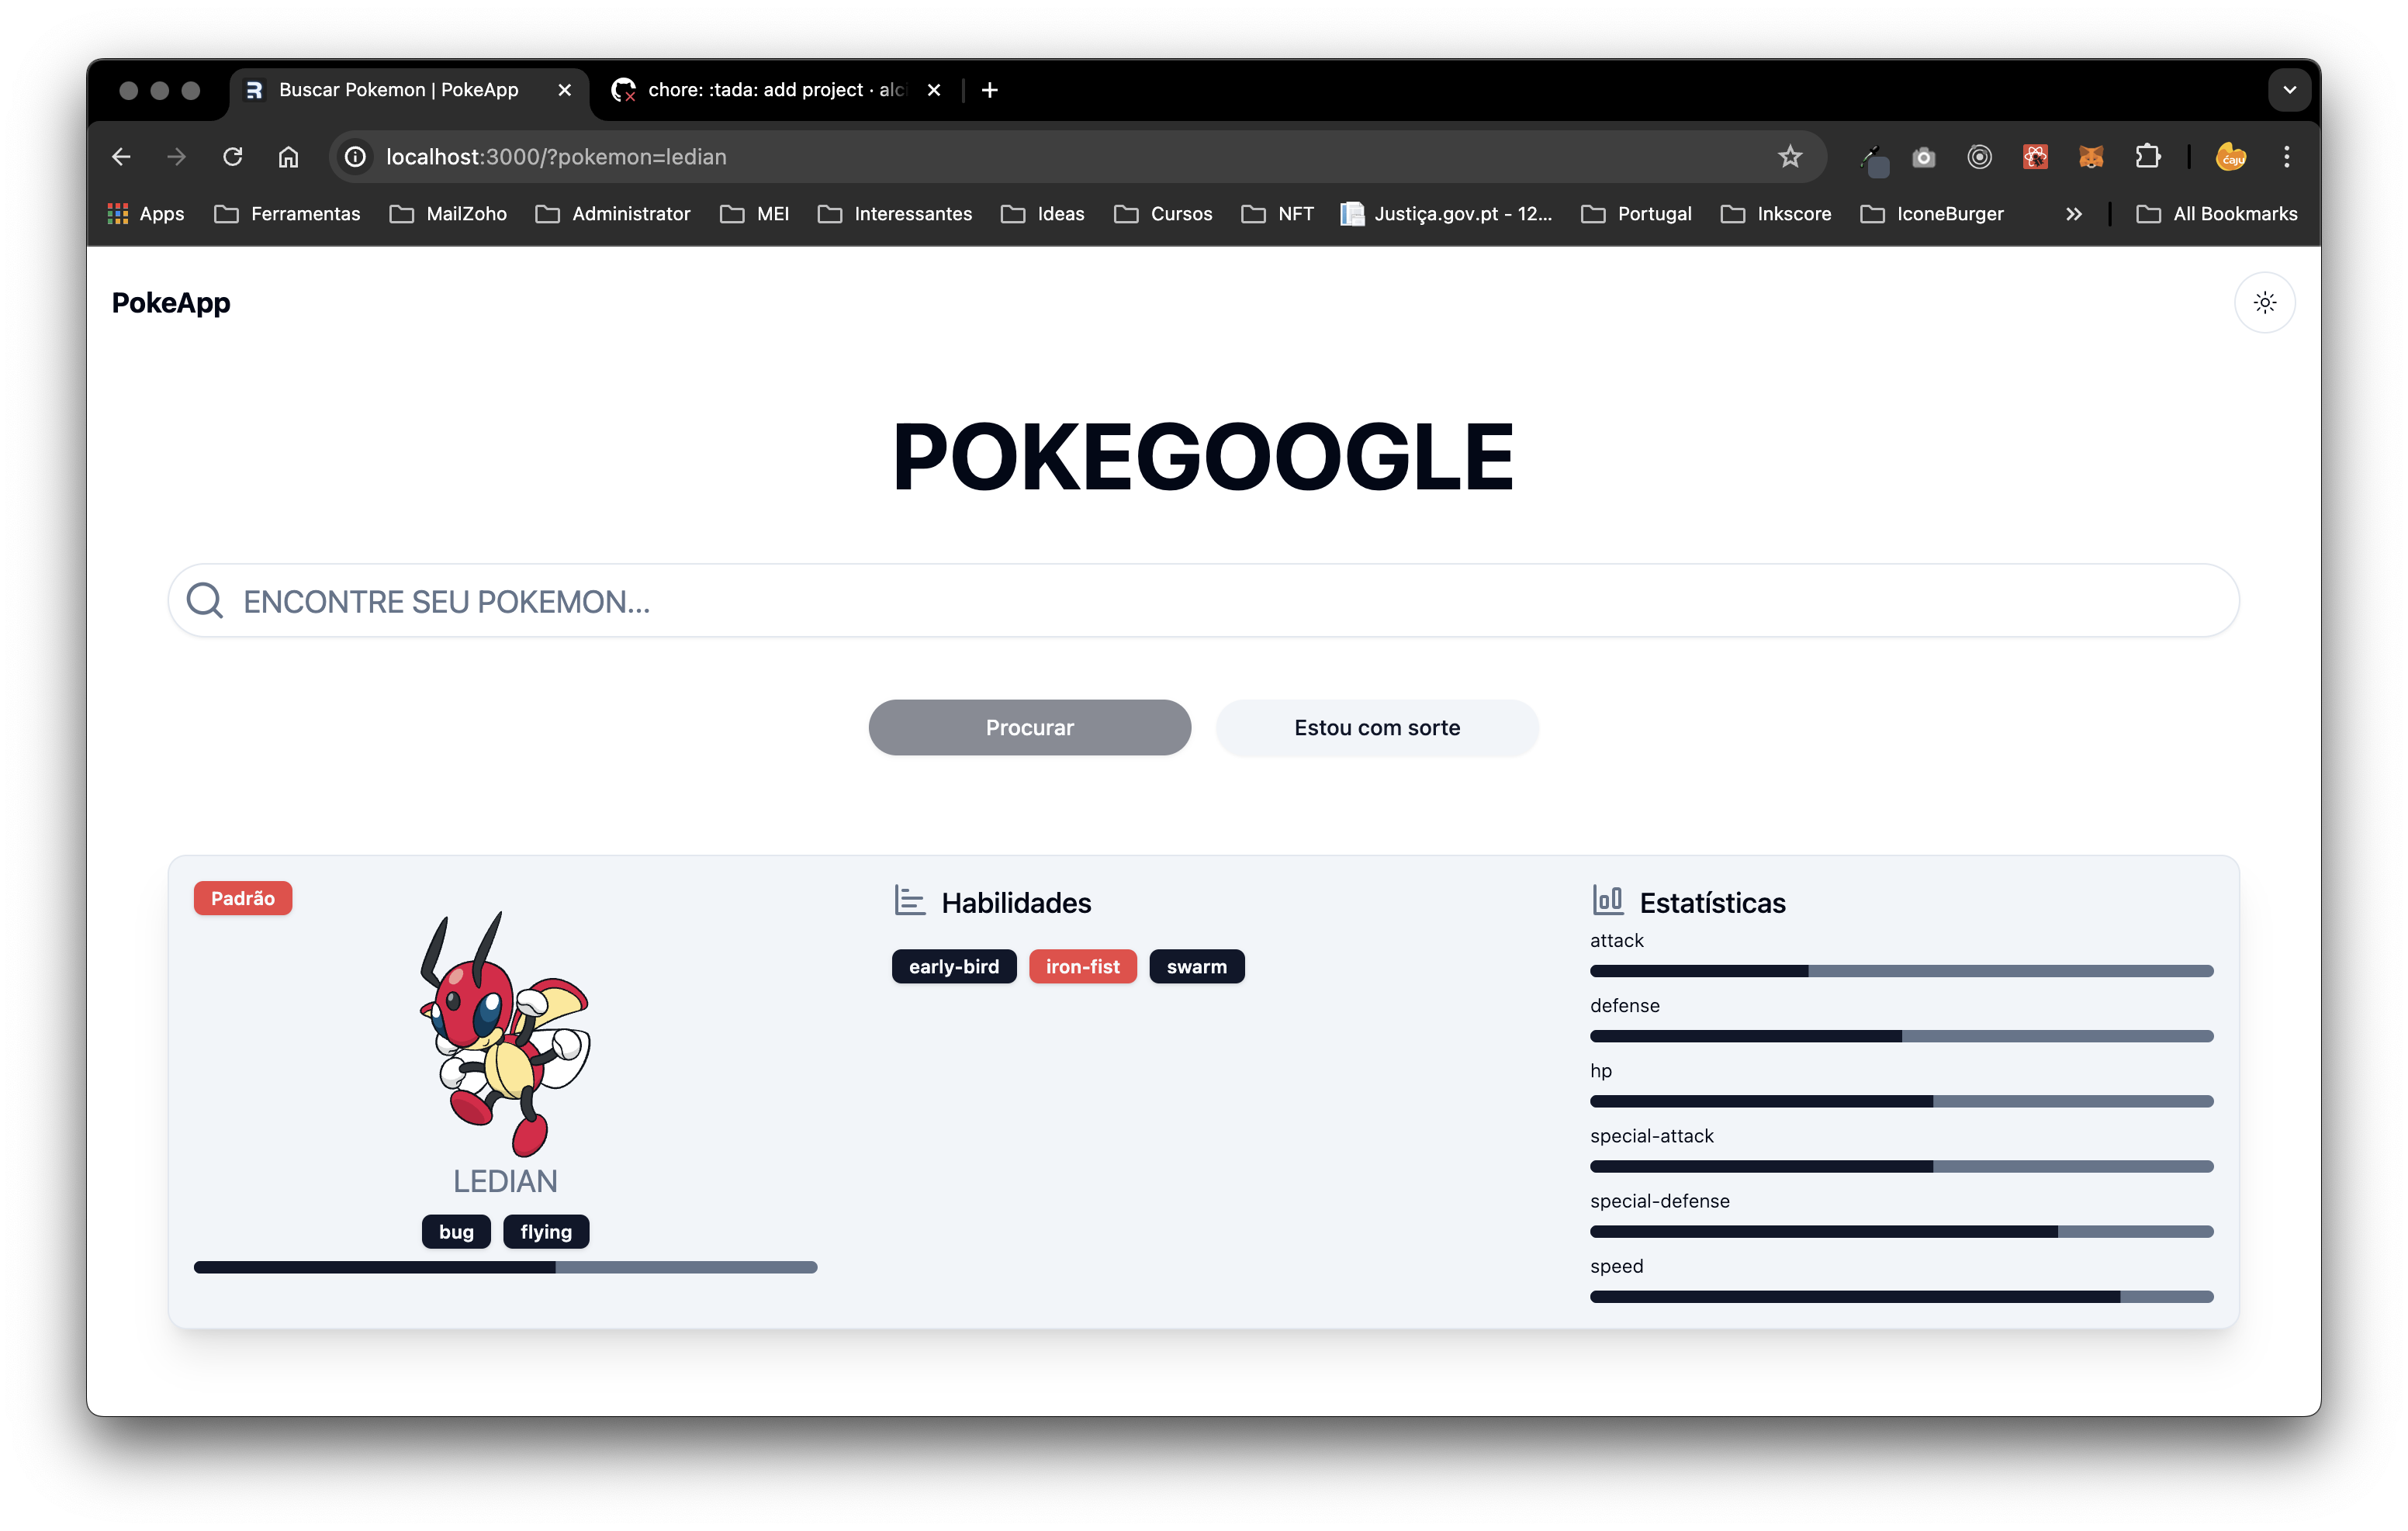 Buscar Pokemon | PokeApp
chore: :tada: add project · alc
localhost:3000/?pokemon=ledian
caju
Apps Ferramentas MailZoho Administrator MEI Interessantes Ideas Cursos NFT Justiça.gov.pt - 12... Portugal Inkscore IconeBurger All Bookmarks
PokeApp
POKEGOOGLE
ENCONTRE SEU POKEMON...
Procurar Estou com sorte
Padrão
LEDIAN
bug flying
Habilidades
early-bird iron-fist swarm
Estatísticas
attack
defense
hp
special-attack
special-defense
speed